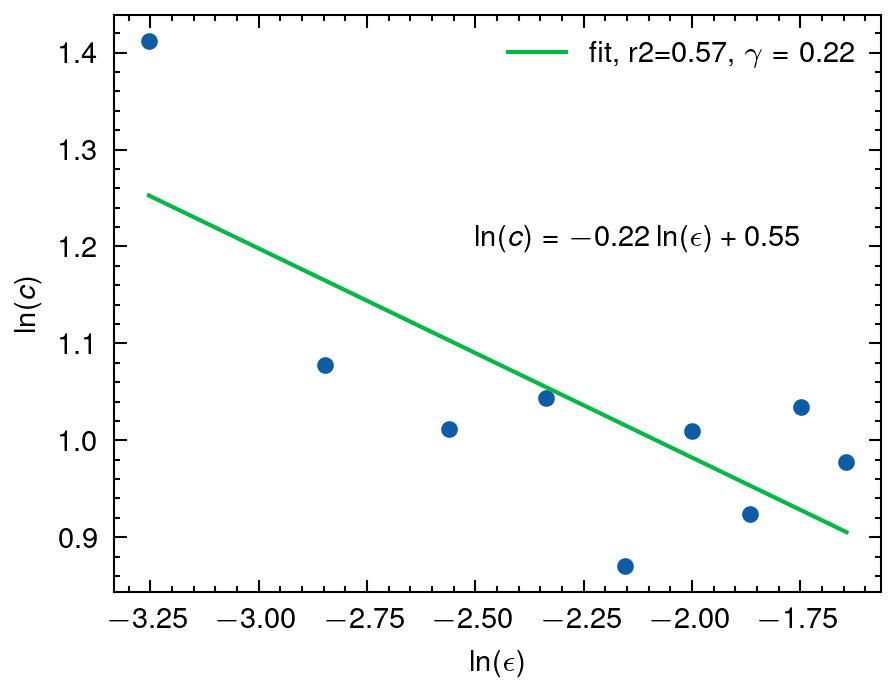 fit, r2=0.57, γ = 0.22
ln(c) = −0.22 ln(ϵ) + 0.55
ln(c)
1.4
1.3
1.2
1.1
1.0
0.9
−3.25 −3.00 −2.75 −2.50 −2.25 −2.00 −1.75
ln(ϵ)